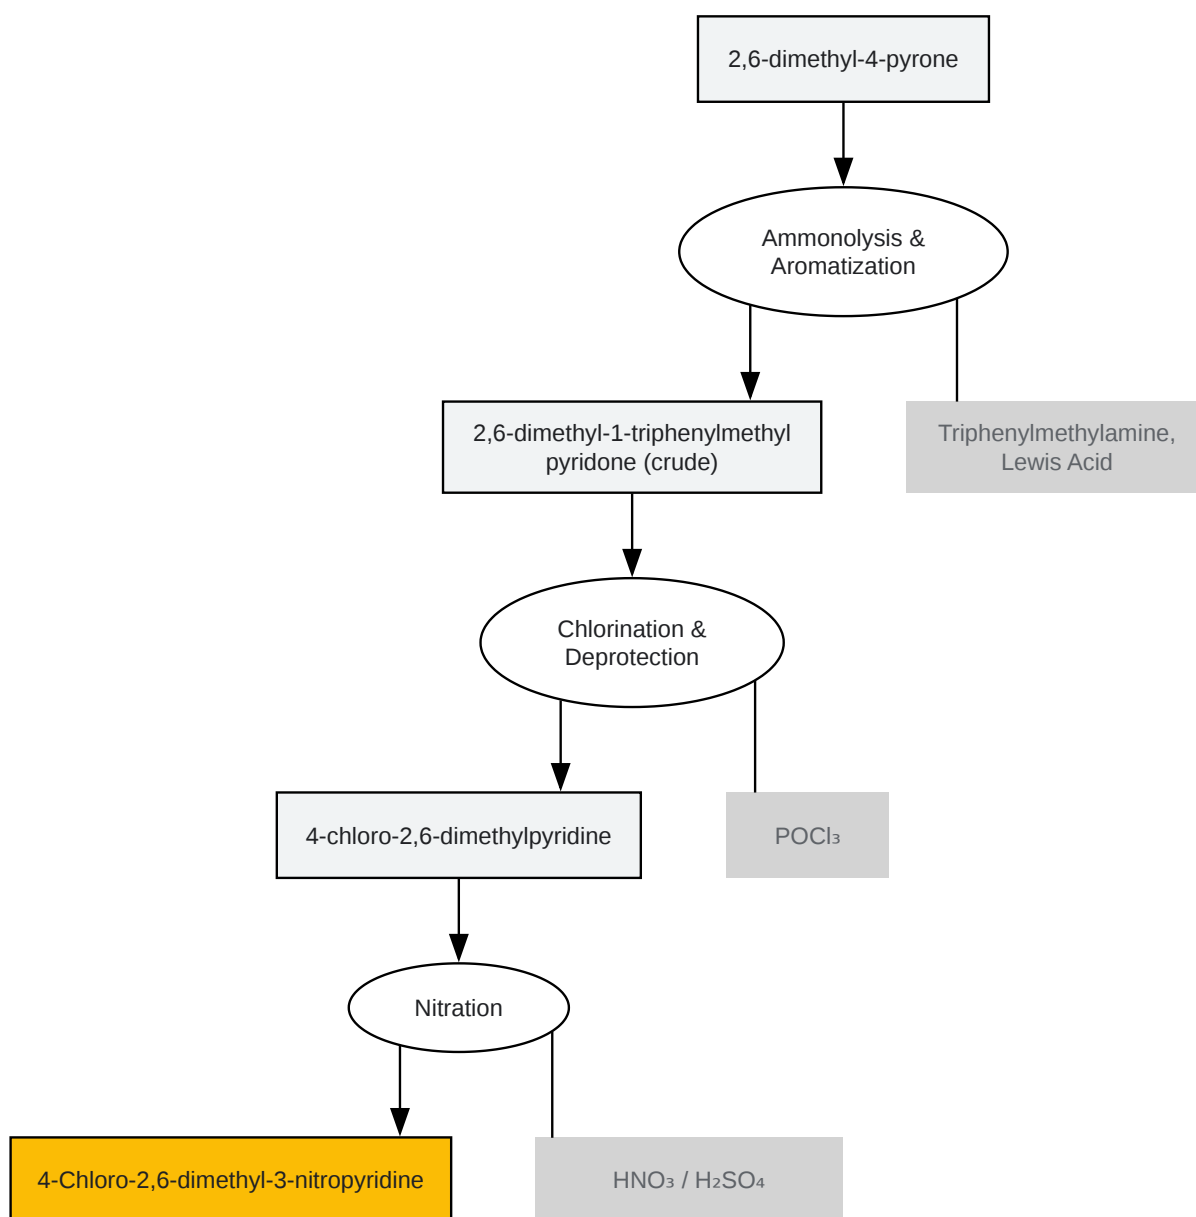 2,6-dimethyl-4-pyrone
Ammonolysis &
Aromatization
2,6-dimethyl-1-triphenylmethyl
pyridone (crude)
Triphenylmethylamine,
Lewis Acid
Chlorination &
Deprotection
4-chloro-2,6-dimethylpyridine
POCl₃
Nitration
4-Chloro-2,6-dimethyl-3-nitropyridine
HNO₃ / H₂SO₄